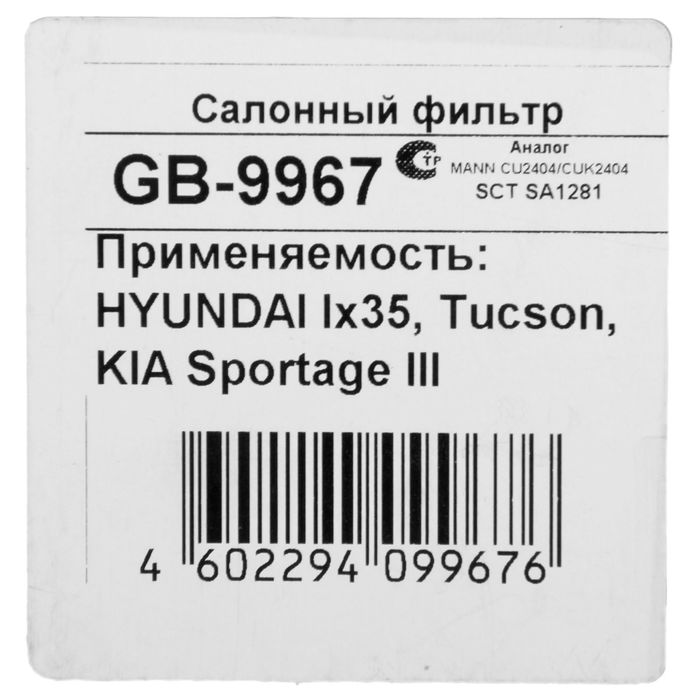 Салонный фильтр
GB-9967
СТР
Аналог
MANN CU2404/CUK2404
SCT SA1281
Применяемость:
HYUNDAI Ix35, Tucson,
KIA Sportage III
4 602294 099676